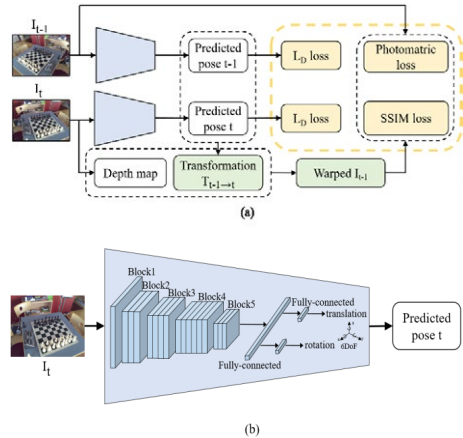 I_{t-1}
Predicted
pose t-1
L_D loss
Photomatric
loss
I_t
Predicted
pose t
L_D loss
SSIM loss
Depth map
Transformation
T_{t-1→t}
Warped I_{t-1}
(a)
Block1
Block2
Block3
Block4
Block5
Fully-connected
translation
rotation
6DoF
Fully-connected
Predicted
pose t
I_t
(b)